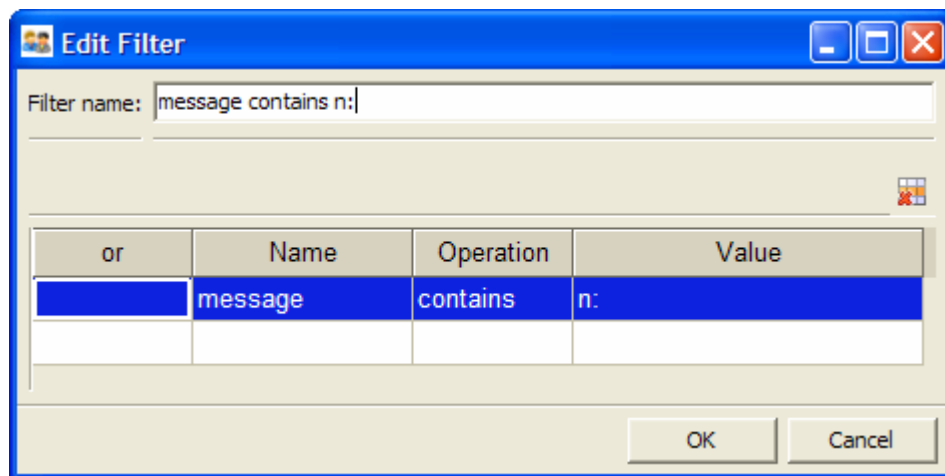 Edit Filter
Filter name: message contains n:
or Name Operation Value
message contains n:
OK Cancel